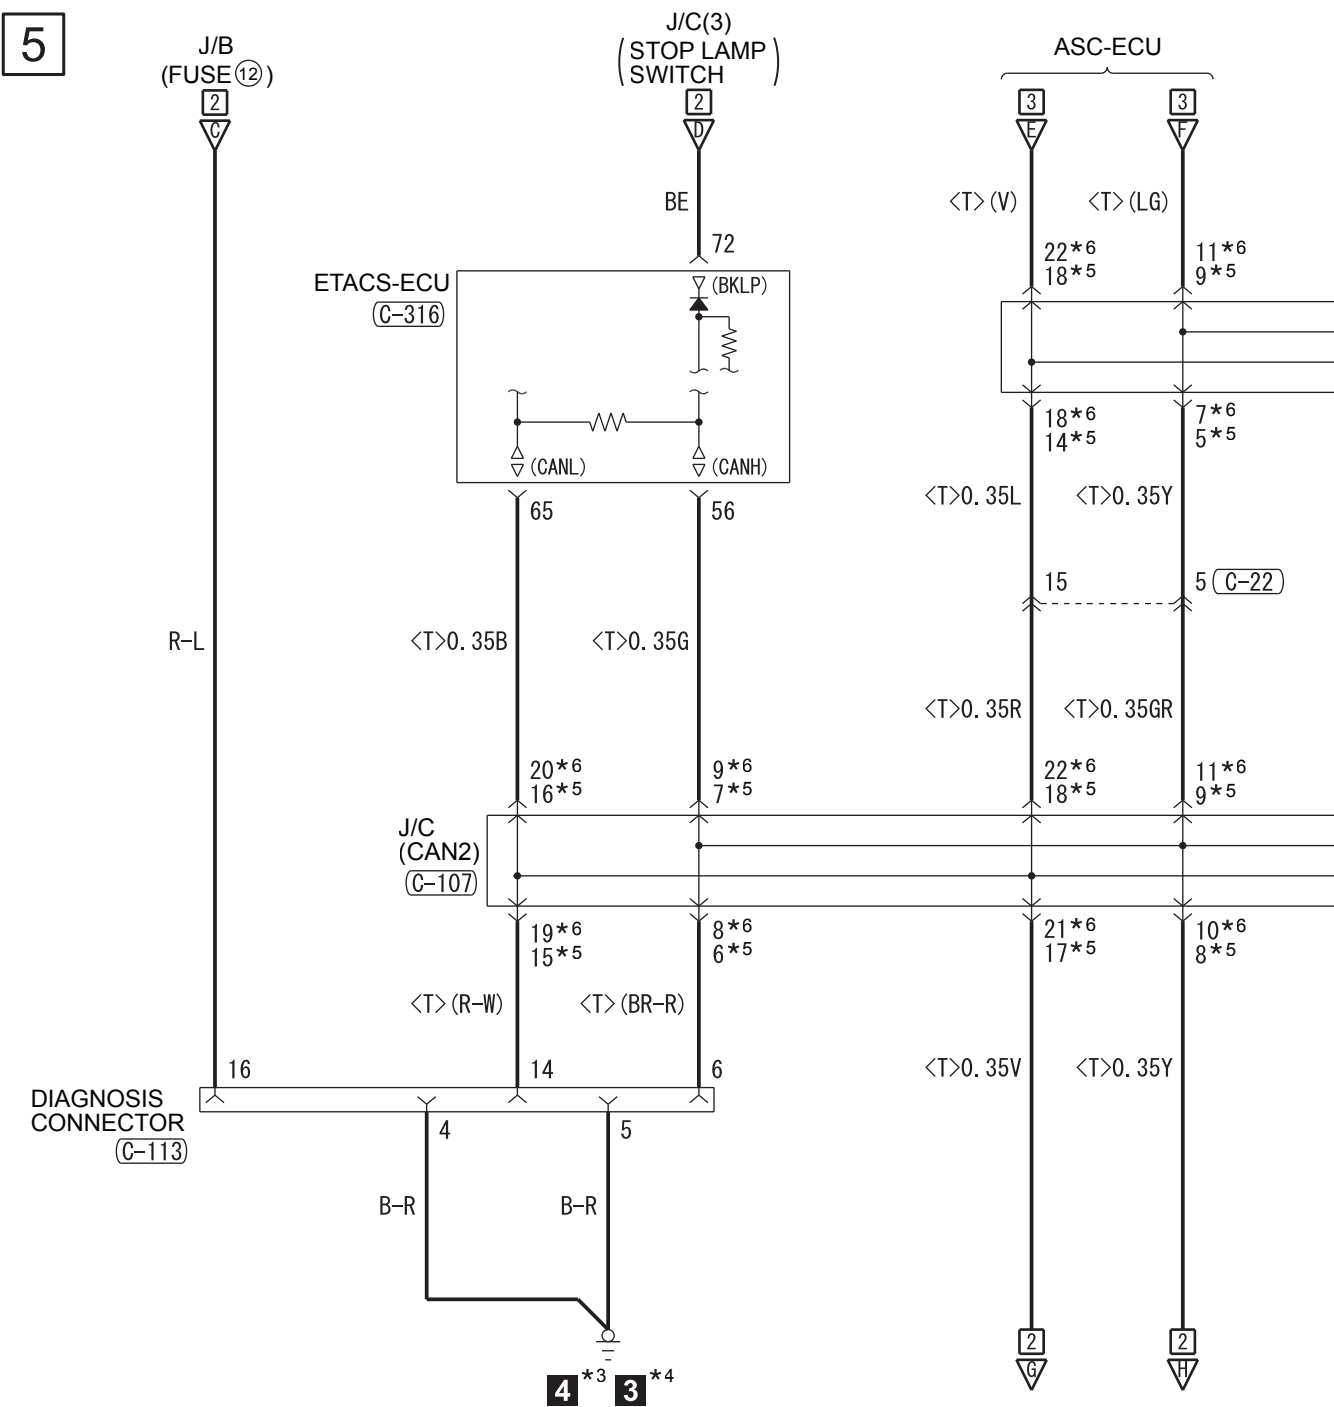 5
J/B
(FUSE⑫)
2
C
J/C(3)
(STOP LAMP
SWITCH)
2
D
ASC-ECU
3
E
3
F
BE
<T>(V)
<T>(LG)
72
22*6
18*5
11*6
9*5
ETACS-ECU
C-316
(BKLP)
(CANL)
(CANH)
18*6
14*5
7*6
5*5
65
56
<T>0.35L
<T>0.35Y
15
5
C-22
R-L
<T>0.35B
<T>0.35G
<T>0.35R
<T>0.35GR
20*6
16*5
9*6
7*5
22*6
18*5
11*6
9*5
J/C
(CAN2)
C-107
19*6
15*5
8*6
6*5
21*6
17*5
10*6
8*5
<T>(R-W)
<T>(BR-R)
16
14
6
<T>0.35V
<T>0.35Y
DIAGNOSIS
CONNECTOR
C-113
4
5
B-R
B-R
4*3
3*4
2
G
2
H